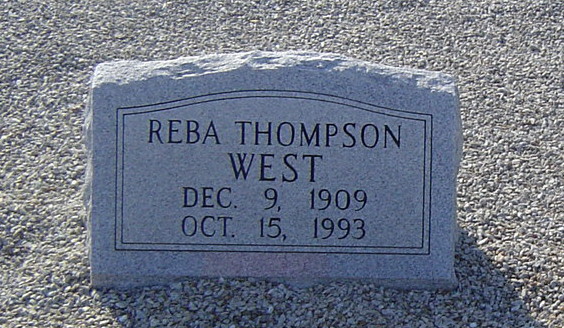 REBA THOMPSON
WEST
DEC. 9, 1909
OCT. 15, 1993